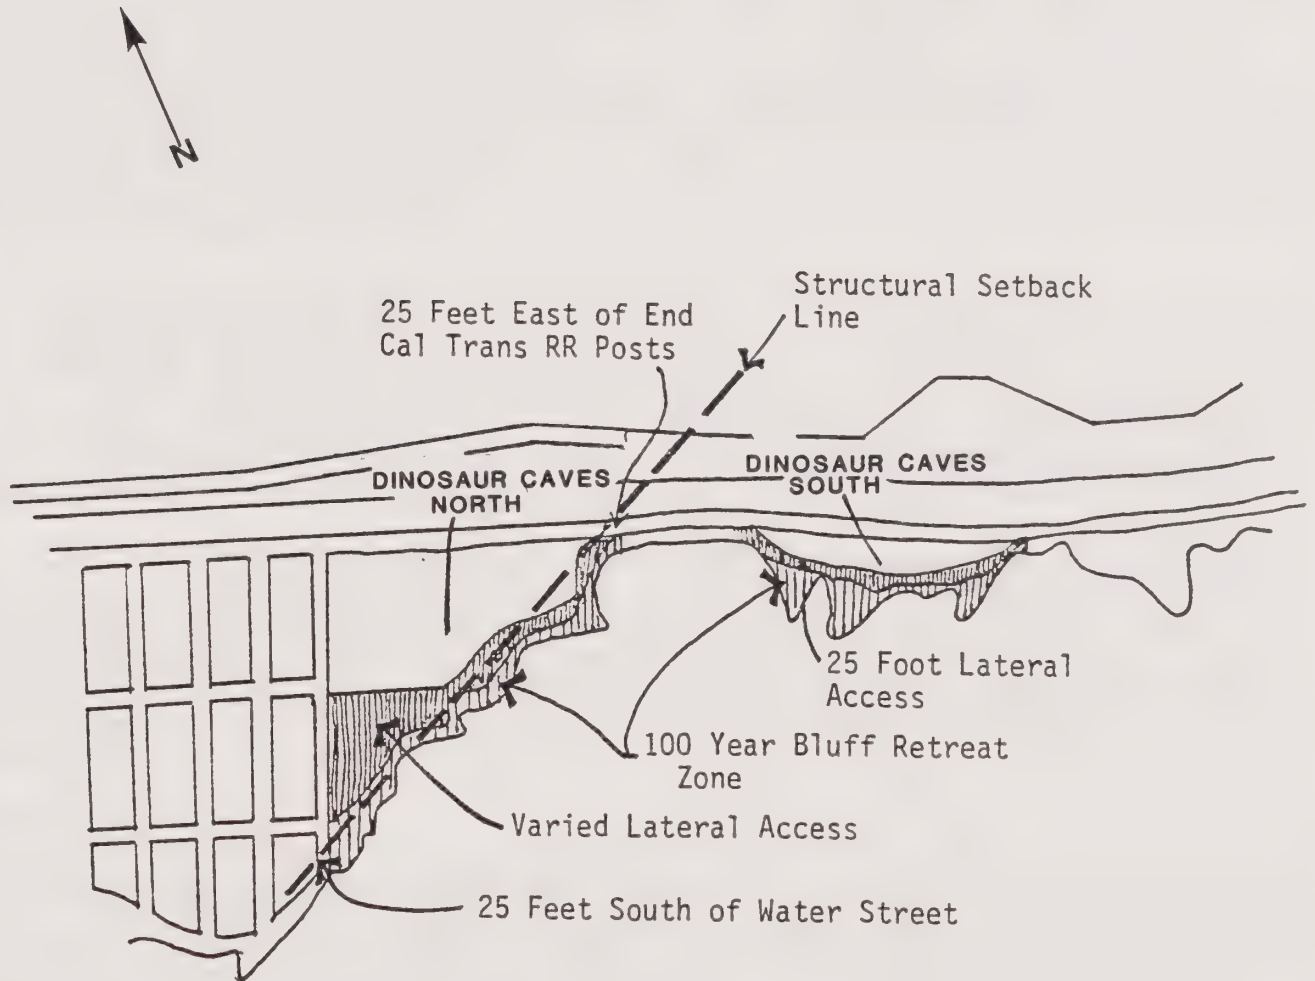 N
Structural Setback
Line
25 Feet East of End
Cal Trans RR Posts
DINOSAUR CAVES
NORTH
DINOSAUR CAVES
SOUTH
25 Foot Lateral
Access
100 Year Bluff Retreat
Zone
Varied Lateral Access
25 Feet South of Water Street